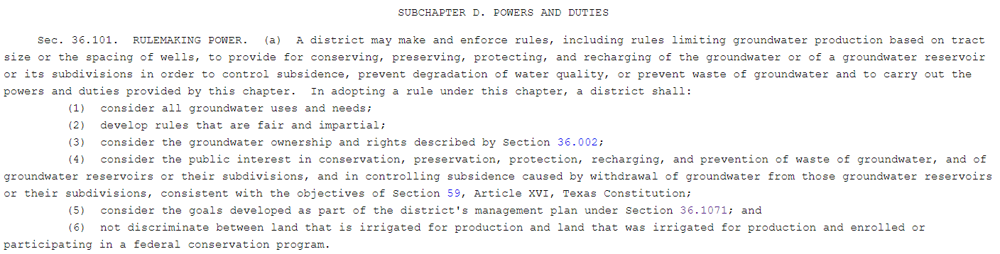 SUBCHAPTER D. POWERS AND DUTIES
Sec. 36.101. RULEMAKING POWER. (a) A district may make and enforce rules, including rules limiting groundwater production based on tract
size or the spacing of wells, to provide for conserving, preserving, protecting, and recharging of the groundwater or of a groundwater reservoir
or its subdivisions in order to control subsidence, prevent degradation of water quality, or prevent waste of groundwater and to carry out the
powers and duties provided by this chapter. In adopting a rule under this chapter, a district shall:
(1) consider all groundwater uses and needs;
(2) develop rules that are fair and impartial;
(3) consider the groundwater ownership and rights described by Section 36.002;
(4) consider the public interest in conservation, preservation, protection, recharging, and prevention of waste of groundwater, and of
groundwater reservoirs or their subdivisions, and in controlling subsidence caused by withdrawal of groundwater from those groundwater reservoirs
or their subdivisions, consistent with the objectives of Section 59, Article XVI, Texas Constitution;
(5) consider the goals developed as part of the district's management plan under Section 36.1071; and
(6) not discriminate between land that is irrigated for production and land that was irrigated for production and enrolled or
participating in a federal conservation program.